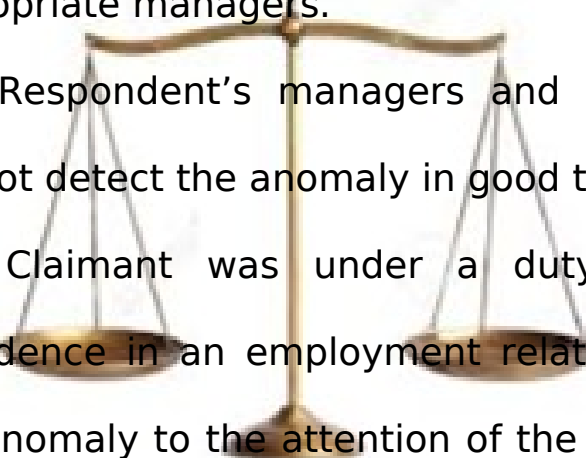 opriate managers.
Respondent’s managers and
ot detect the anomaly in good t
Claimant was under a duty
dence in an employment relat
nomaly to the attention of the